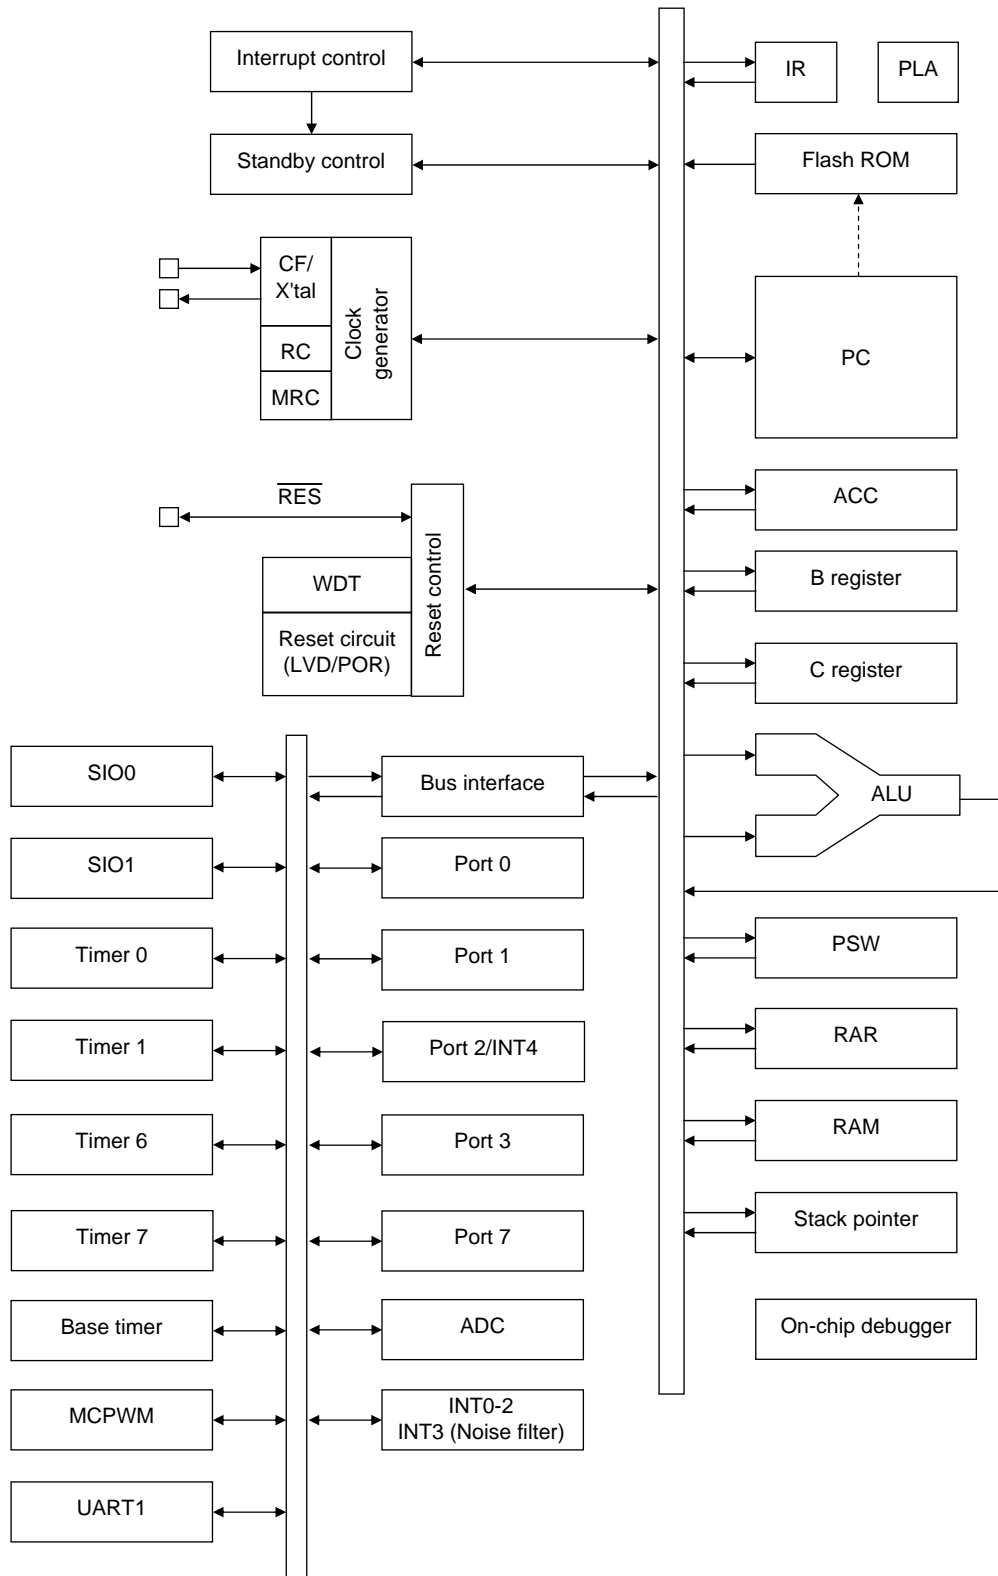 Interrupt control
IR
PLA
Standby control
Flash ROM
CF/
X'tal
RC
MRC
Clock
generator
PC
RES
WDT
Reset circuit
(LVD/POR)
Reset control
ACC
B register
C register
SIO0
Bus interface
ALU
SIO1
Port 0
Timer 0
Port 1
PSW
Timer 1
Port 2/INT4
RAR
Timer 6
Port 3
RAM
Timer 7
Port 7
Stack pointer
Base timer
ADC
On-chip debugger
MCPWM
INT0-2
INT3 (Noise filter)
UART1